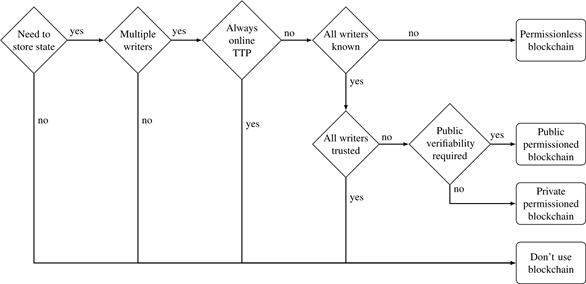 Need to
store state
yes
Multiple
writers
yes
Always
online
TTP
no
All writers
known
no
Permissionless
blockchain
yes
no
no
yes
All writers
trusted
no
Public
verifiability
required
yes
Public
permissioned
blockchain
yes
no
Private
permissioned
blockchain
Don't use
blockchain